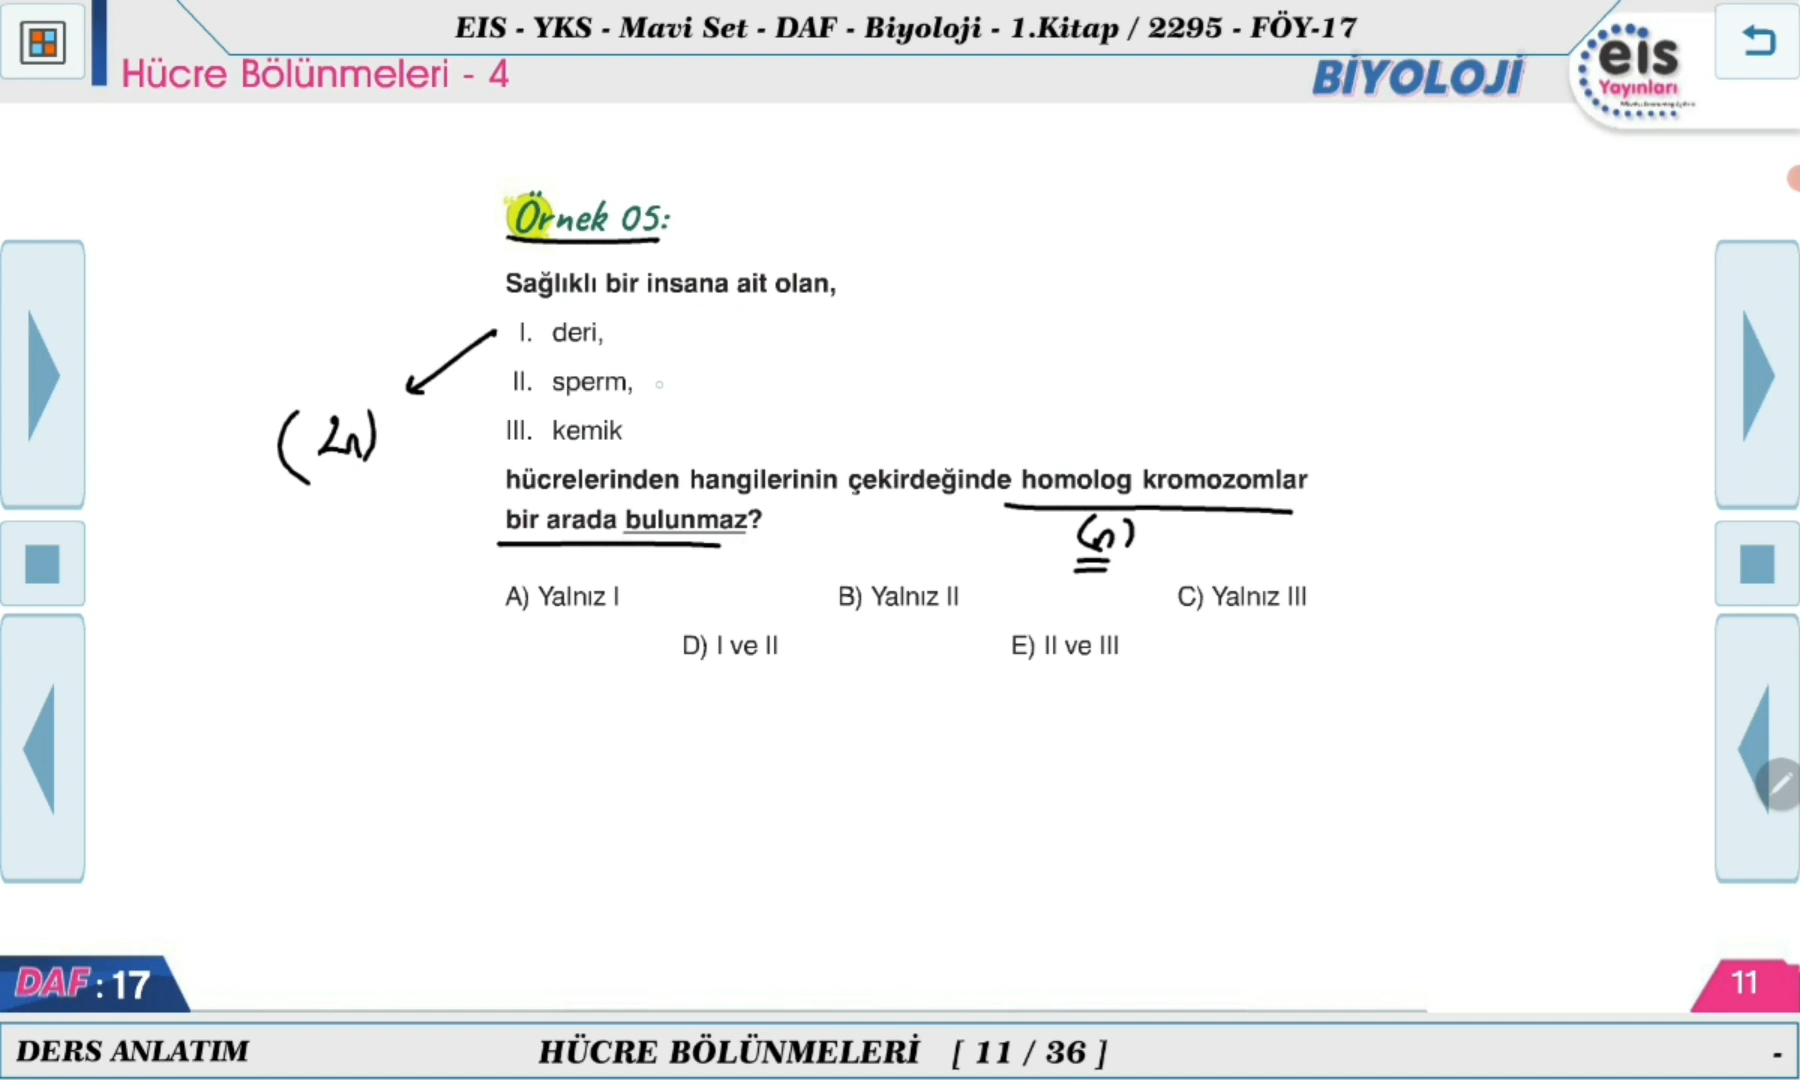 EIS - YKS - Mavi Set - DAF - Biyoloji - 1.Kitap / 2295 - FÖY-17
Hücre Bölünmeleri - 4
BİYOLOJİ
eis
Yayınları
Örnek 05:
Sağlıklı bir insana ait olan,
I. deri,
II. sperm,
III. kemik
(2n)
hücrelerinden hangilerinin çekirdeğinde homolog kromozomlar
bir arada bulunmaz?
(n)
A) Yalnız I
B) Yalnız II
C) Yalnız III
D) I ve II
E) II ve III
DAF : 17
11
DERS ANLATIM
HÜCRE BÖLÜNMELERİ [ 11 / 36 ]
-